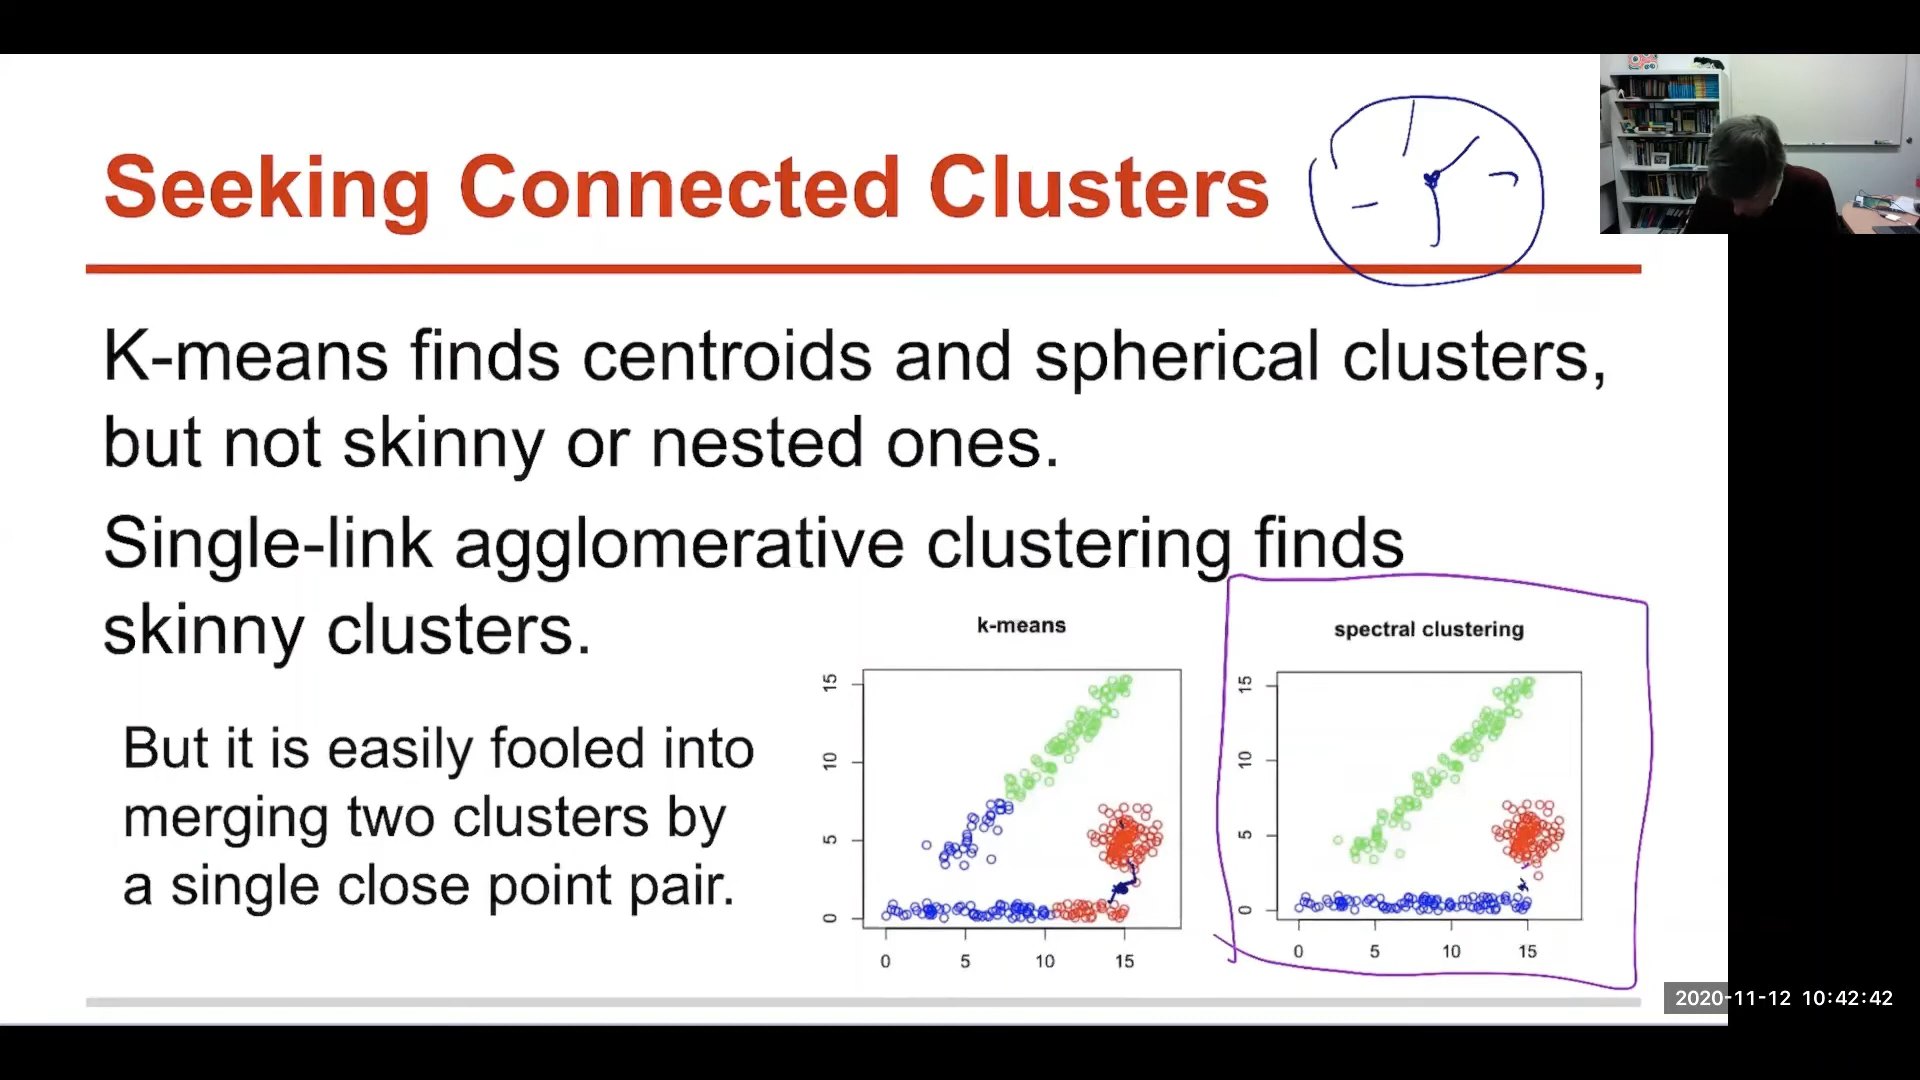 Seeking Connected Clusters
K-means finds centroids and spherical clusters,
but not skinny or nested ones.
Single-link agglomerative clustering finds
skinny clusters.
But it is easily fooled into
merging two clusters by
a single close point pair.
k-means
15
10
5
0
0 5 10 15
spectral clustering
15
10
5
0
0 5 10 15
2020-11-12 10:42:42